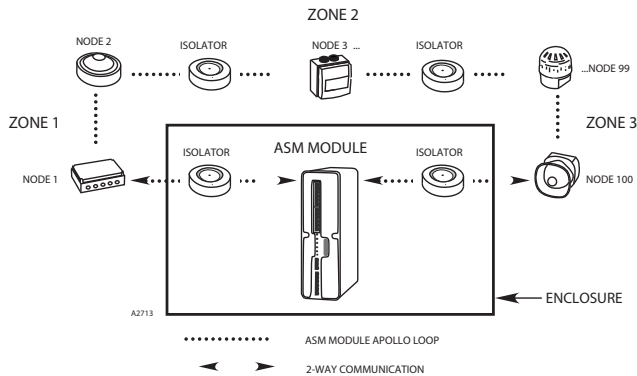 ZONE 2
NODE 2
ISOLATOR
NODE 3 ...
ISOLATOR
...NODE 99
ZONE 1
ZONE 3
ISOLATOR
ASM MODULE
ISOLATOR
NODE 1
NODE 100
ENCLOSURE
A2713
ASM MODULE APOLLO LOOP
2-WAY COMMUNICATION